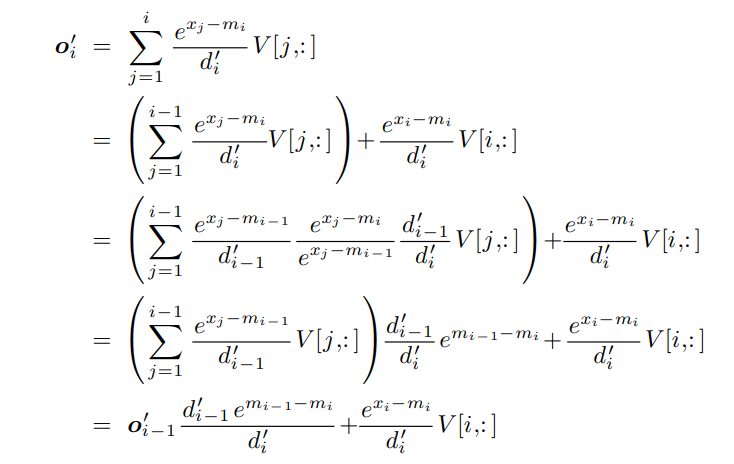 $\boldsymbol{o}'_i = \sum_{j=1}^{i} \frac{e^{x_j - m_i}}{d'_i} V[j,:]$
$= \left( \sum_{j=1}^{i-1} \frac{e^{x_j - m_i}}{d'_i} V[j,:] \right) + \frac{e^{x_i - m_i}}{d'_i} V[i,:]$
$= \left( \sum_{j=1}^{i-1} \frac{e^{x_j - m_{i-1}}}{d'_{i-1}} \frac{e^{x_j - m_i}}{e^{x_j - m_{i-1}}} \frac{d'_{i-1}}{d'_i} V[j,:] \right) + \frac{e^{x_i - m_i}}{d'_i} V[i,:]$
$= \left( \sum_{j=1}^{i-1} \frac{e^{x_j - m_{i-1}}}{d'_{i-1}} V[j,:] \right) \frac{d'_{i-1}}{d'_i} e^{m_{i-1} - m_i} + \frac{e^{x_i - m_i}}{d'_i} V[i,:]$
$= \boldsymbol{o}'_{i-1} \frac{d'_{i-1} e^{m_{i-1} - m_i}}{d'_i} + \frac{e^{x_i - m_i}}{d'_i} V[i,:]$